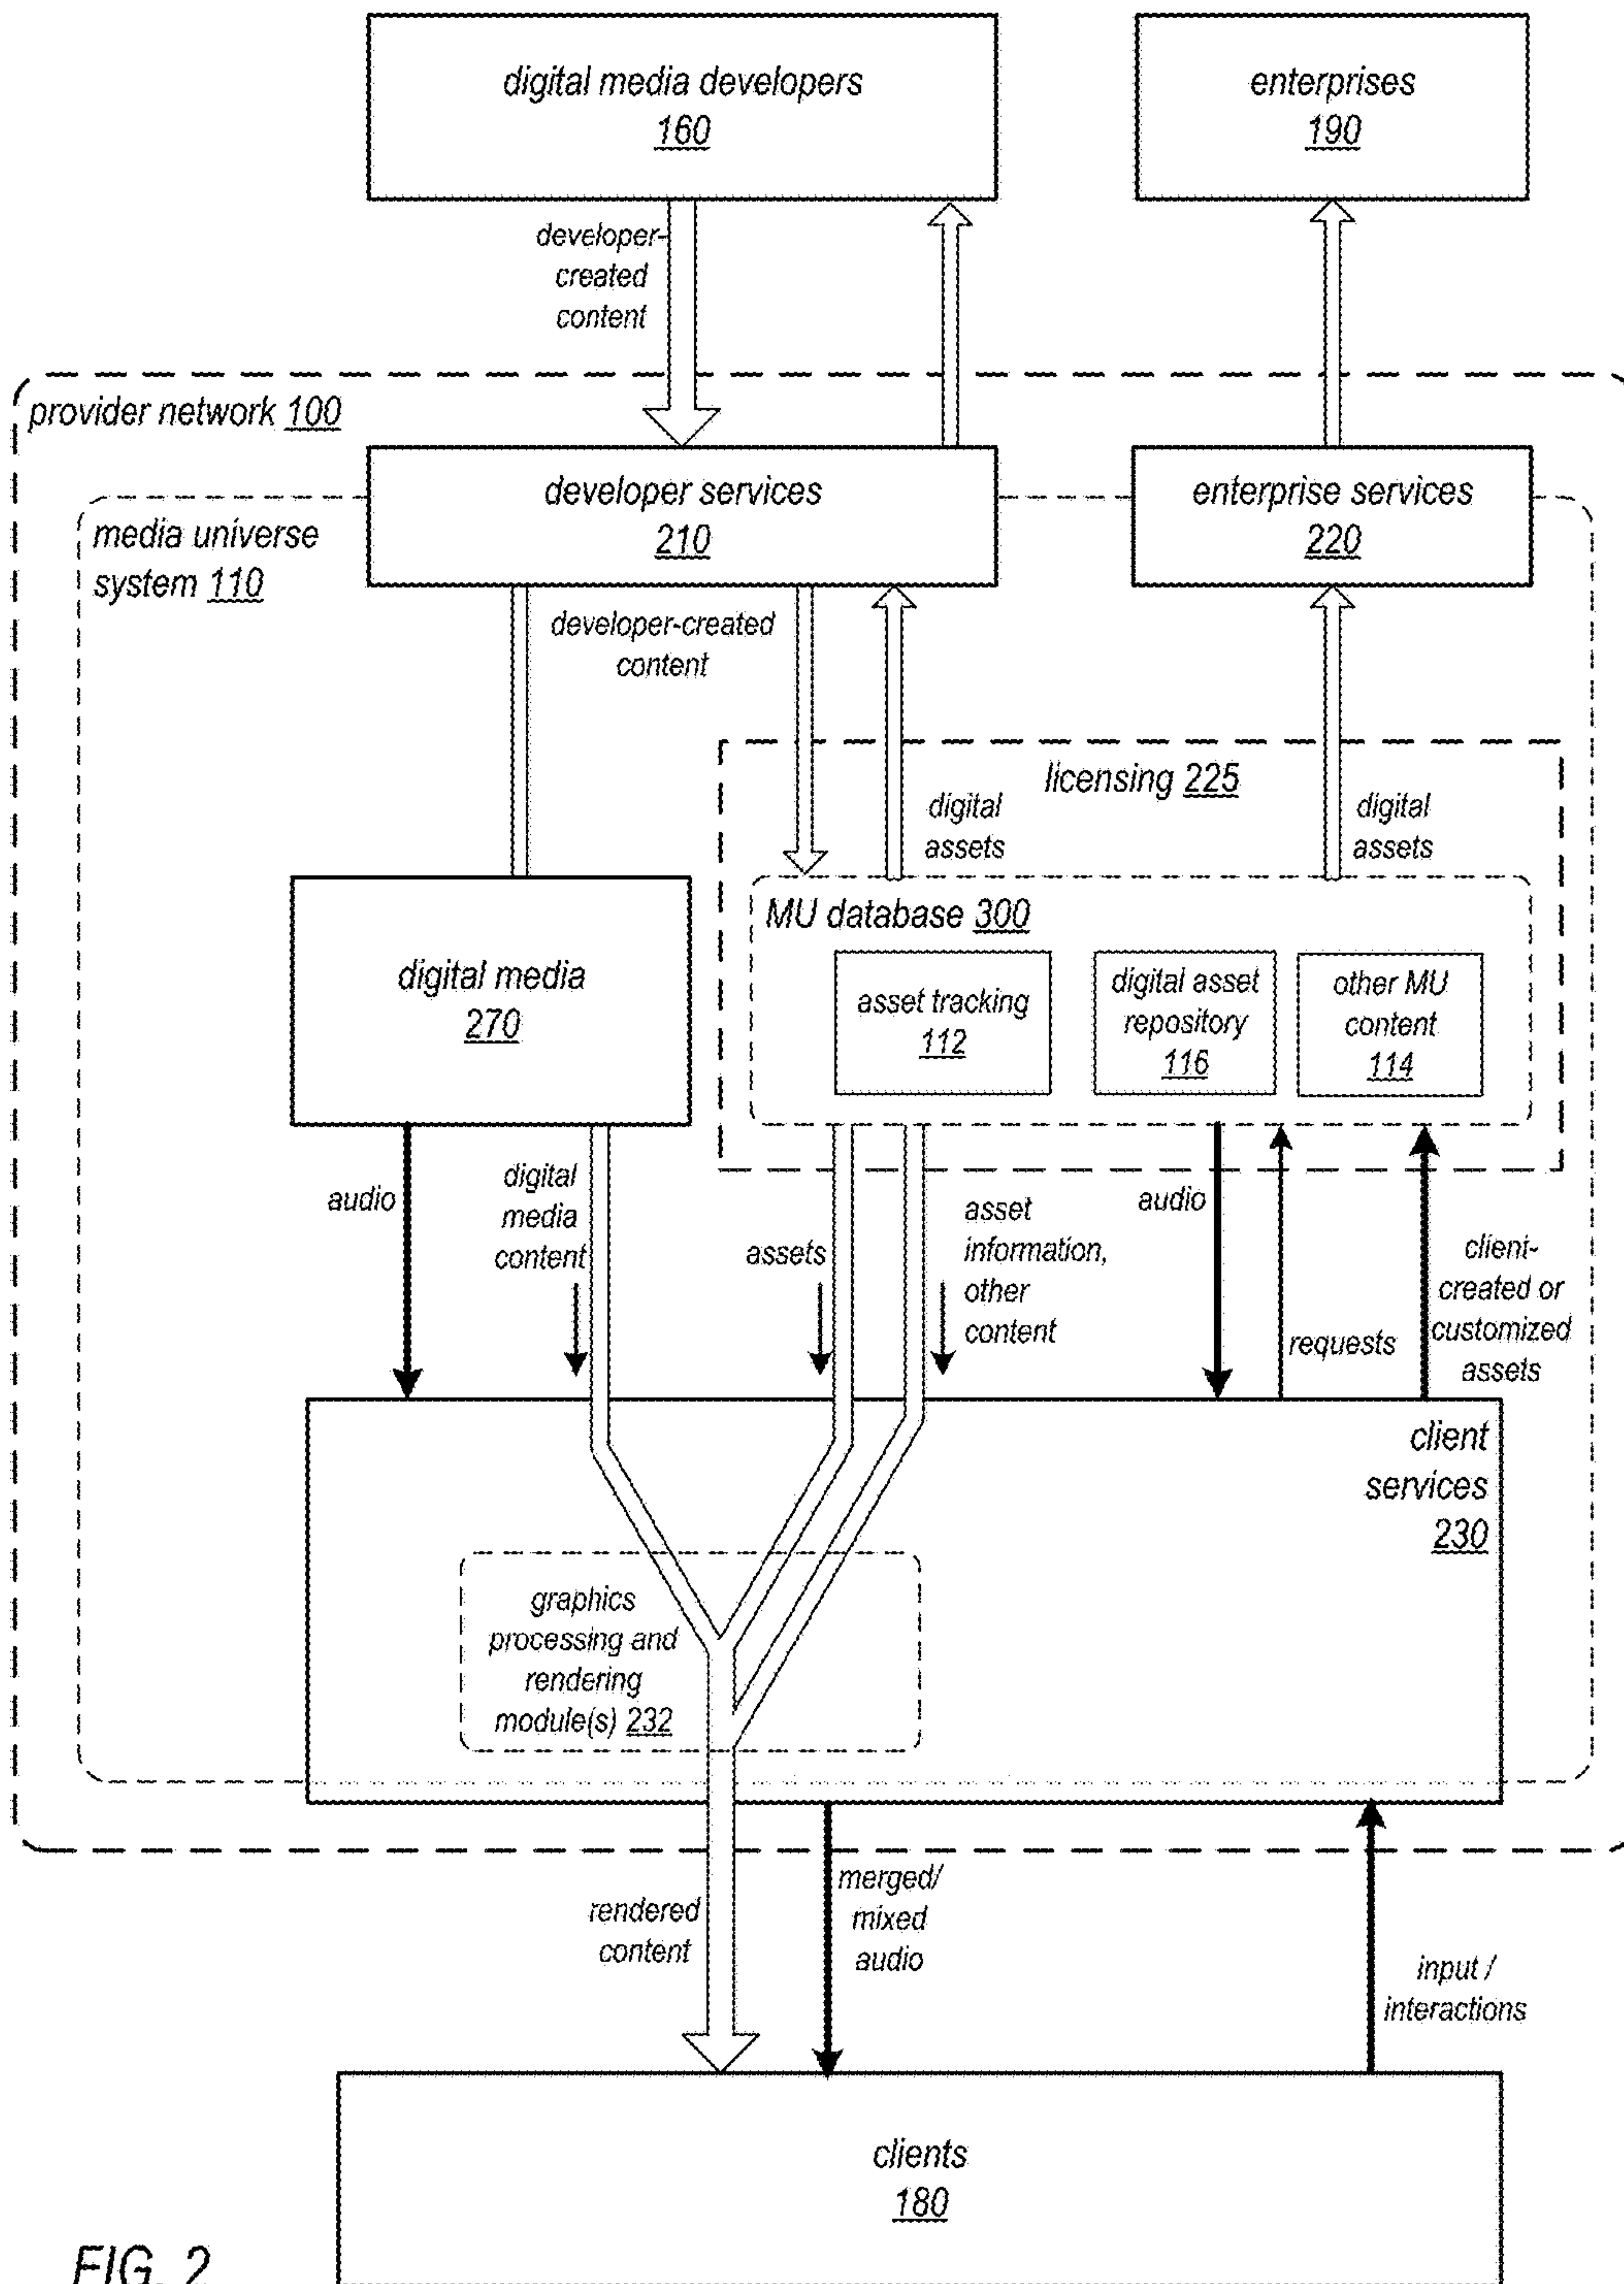 digital media developers
160
enterprises
190
developer-
created
content
provider network 100
developer services
210
enterprise services
220
media universe
system 110
developer-created
content
licensing 225
digital
assets
digital
assets
MU database 300
digital media
270
asset tracking
112
digital asset
repository
116
other MU
content
114
audio
digital
media
content
assets
asset
information,
other
content
audio
requests
client-
created or
customized
assets
client
services
230
graphics
processing and
rendering
module(s) 232
rendered
content
merged/
mixed
audio
input /
interactions
clients
180
FIG. 2